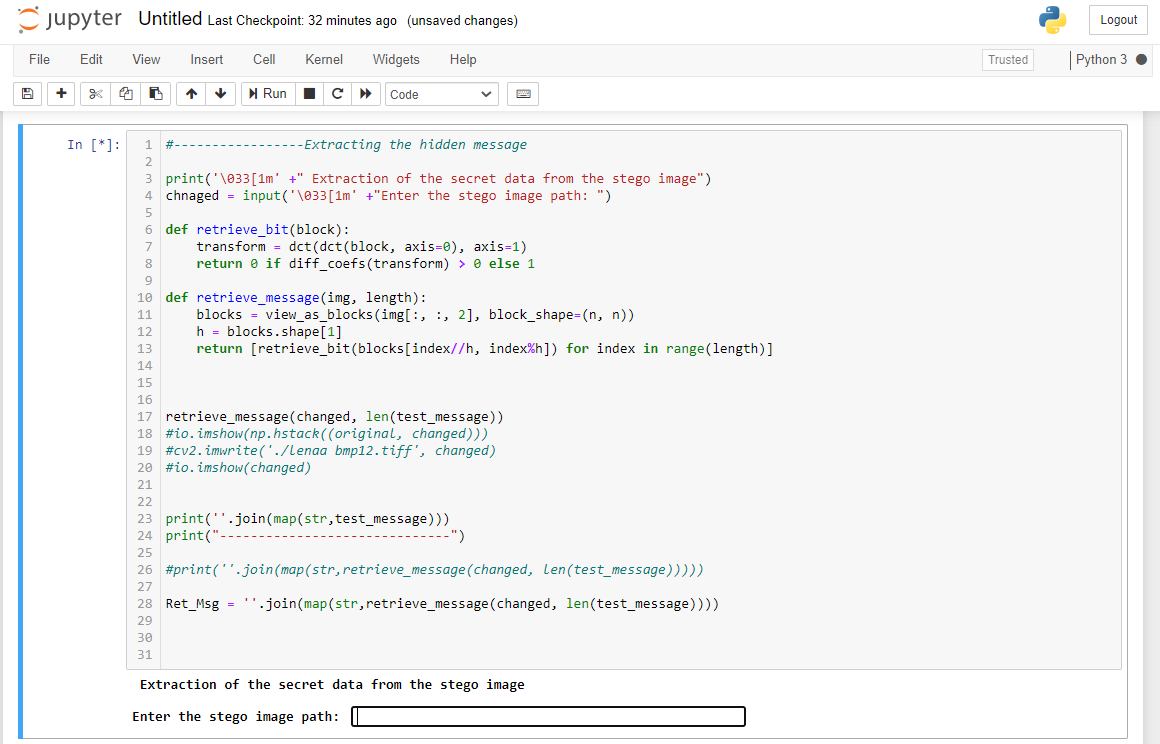 jupyter Untitled Last Checkpoint: 32 minutes ago (unsaved changes) Logout
File Edit View Insert Cell Kernel Widgets Help Trusted Python 3
Run Code
In [*]:
1 #-----------------Extracting the hidden message
2
3 print('\033[1m' +" Extraction of the secret data from the stego image")
4 chnaged = input('\033[1m' +"Enter the stego image path: ")
5
6 def retrieve_bit(block):
7     transform = dct(dct(block, axis=0), axis=1)
8     return 0 if diff_coefs(transform) > 0 else 1
9
10 def retrieve_message(img, length):
11     blocks = view_as_blocks(img[:, :, 2], block_shape=(n, n))
12     h = blocks.shape[1]
13     return [retrieve_bit(blocks[index//h, index%h]) for index in range(length)]
14
15
16
17 retrieve_message(changed, len(test_message))
18 #io.imshow(np.hstack((original, changed)))
19 #cv2.imwrite('./lenaa bmp12.tiff', changed)
20 #io.imshow(changed)
21
22
23 print(''.join(map(str,test_message)))
24 print("------------------------------")
25
26 #print(''.join(map(str,retrieve_message(changed, len(test_message)))))
27
28 Ret_Msg = ''.join(map(str,retrieve_message(changed, len(test_message))))
29
30
31
Extraction of the secret data from the stego image
Enter the stego image path: